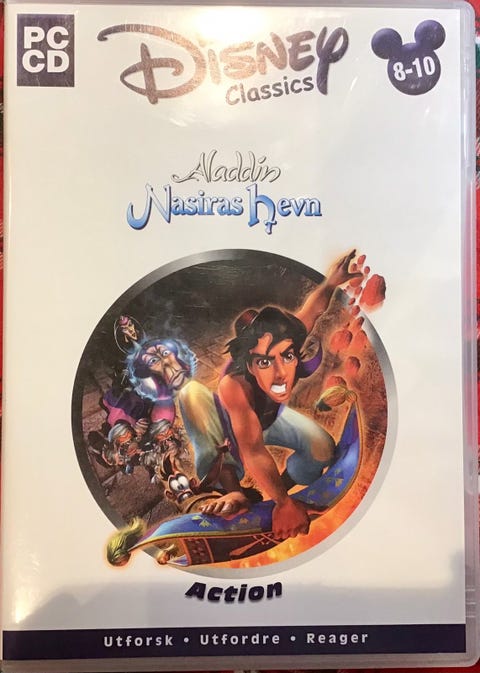 PC
CD
Disney
Classics
8-10
Aladdin
Nasiras hevn
Action
Utforsk • Utfordre • Reager